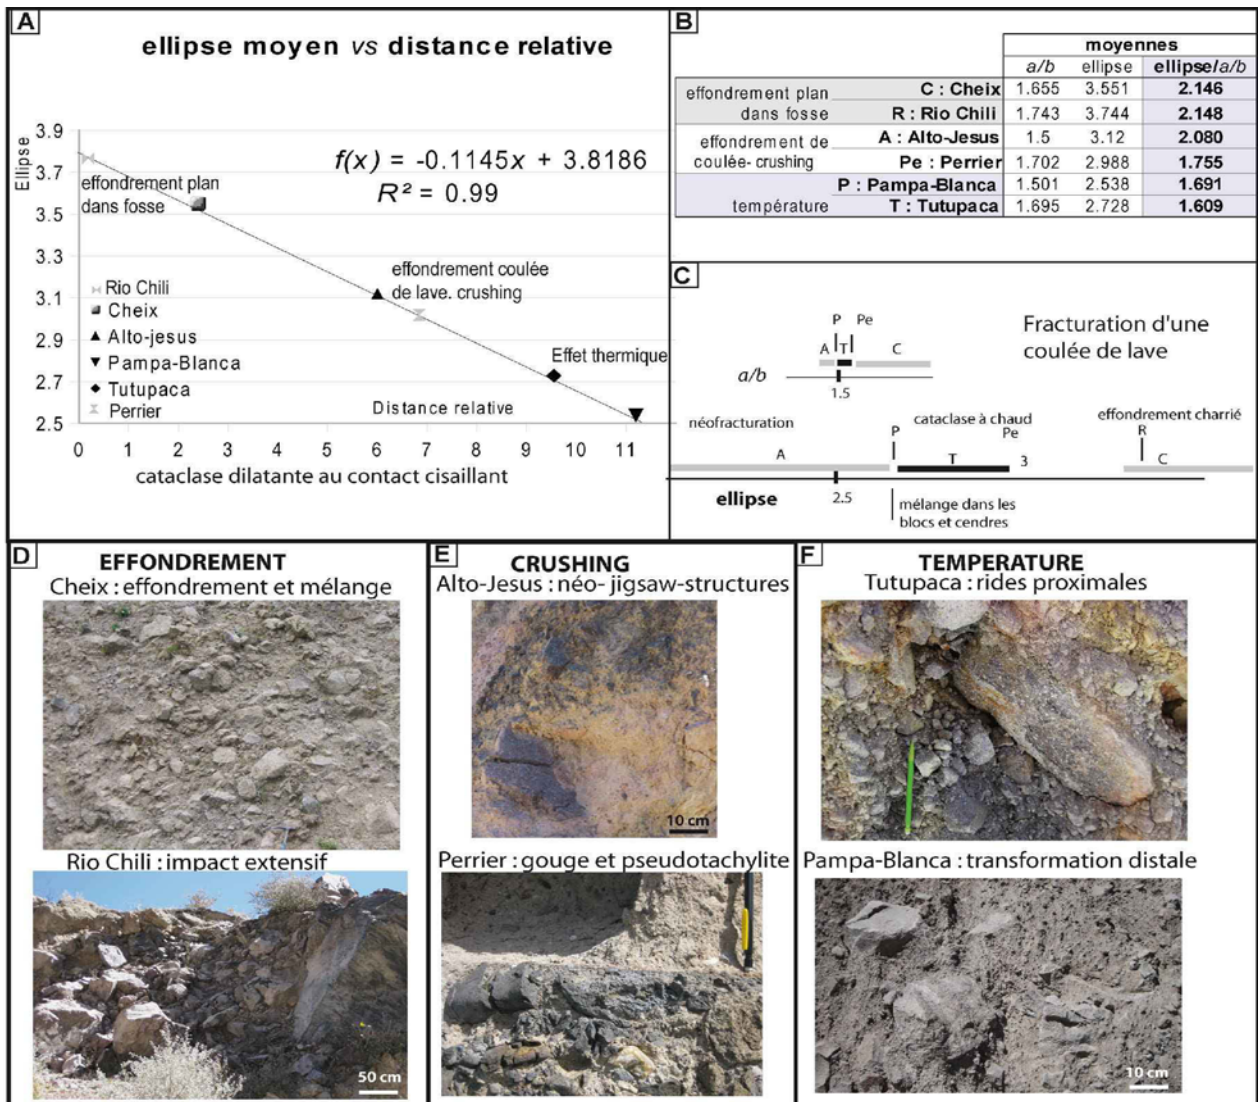 A
ellipse moyen vs distance relative
Ellipse
3.9
3.7
3.5
3.3
3.1
2.9
2.7
2.5
f(x) = -0.1145x + 3.8186
R² = 0.99
effondrement plan
dans fosse
effondrement coulée
de lave. crushing
Effet thermique
Rio Chili
Cheix
Alto-jesus
Pampa-Blanca
Tutupaca
Perrier
Distance relative
0 1 2 3 4 5 6 7 8 9 10 11
cataclase dilatante au contact cisaillant
B
moyennes
a/b ellipse ellipse/a/b
effondrement plan
dans fosse
C : Cheix 1.655 3.551 2.146
R : Rio Chili 1.743 3.744 2.148
effondrement de
coulée- crushing
A : Alto-Jesus 1.5 3.12 2.080
Pe : Perrier 1.702 2.988 1.755
température
P : Pampa-Blanca 1.501 2.538 1.691
T : Tutupaca 1.695 2.728 1.609
C
Fracturation d'une
coulée de lave
P Pe
A T C
a/b
1.5
néofracturation cataclase à chaud effondrement charrié
P Pe R
A T 3 C
ellipse 2.5
mélange dans les
blocs et cendres
D
EFFONDREMENT
Cheix : effondrement et mélange
Rio Chili : impact extensif
50 cm
E
CRUSHING
Alto-Jesus : néo- jigsaw-structures
10 cm
Perrier : gouge et pseudotachylite
F
TEMPERATURE
Tutupaca : rides proximales
Pampa-Blanca : transformation distale
10 cm